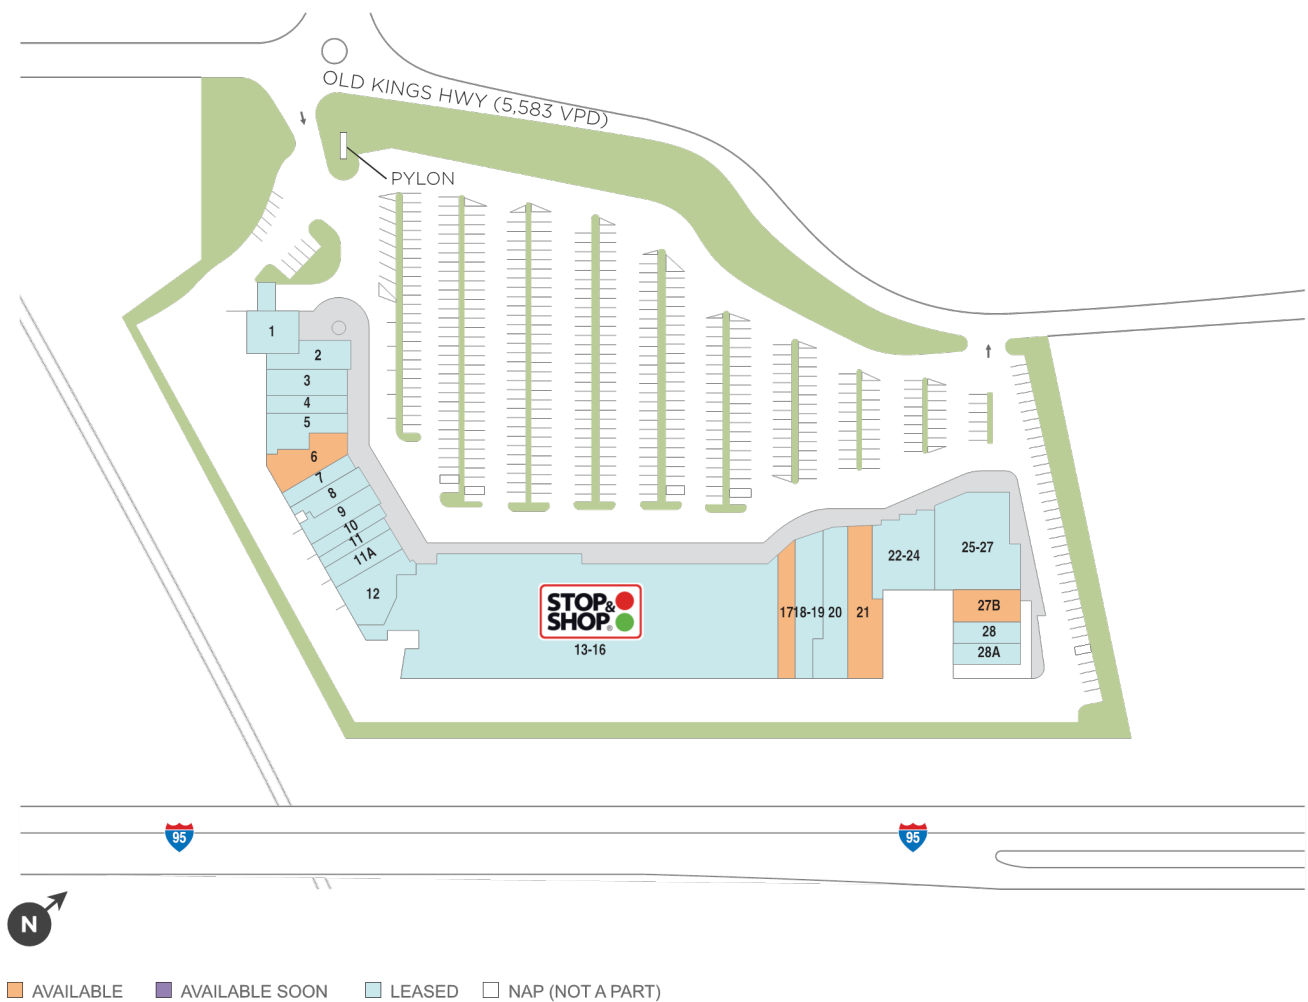 OLD KINGS HWY (5,583 VPD)
PYLON
1
2
3
4
5
6
7
8
9
10
11
11A
12
STOP&
SHOP®
13-16
17
18-19
20
21
22-24
25-27
27B
28
28A
95
95
N
AVAILABLE
AVAILABLE SOON
LEASED
NAP (NOT A PART)